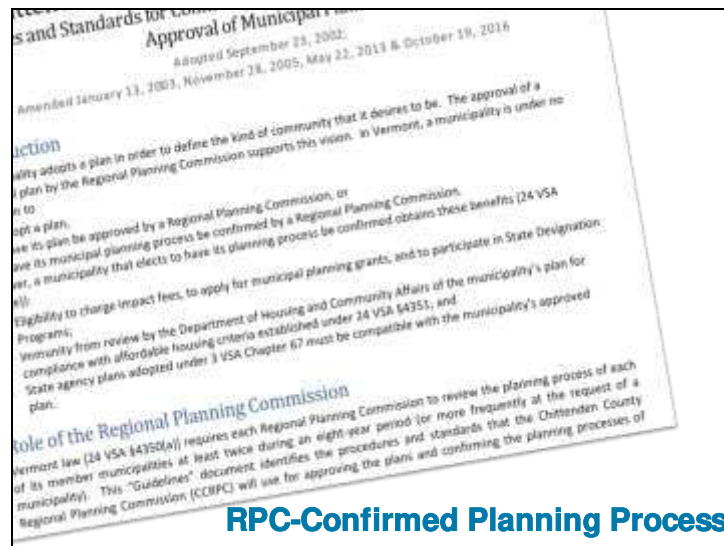 es and Standards for
Approval of Municipal
Adopted September 23, 2002;
Amended January 13, 2003, November 28, 2005, May 22, 2013 & October 19, 2016
uction
ality adopts a plan in order to define the kind of community that it desires to be. The approval of a
l plan by the Regional Planning Commission supports this vision. In Vermont, a municipality is under no
n to
opt a plan,
ave its plan be approved by a Regional Planning Commission, or
ave its municipal planning process be confirmed by a Regional Planning Commission.
ver, a municipality that elects to have its planning process be confirmed obtains these benefits (24 VSA
Eligibility to charge impact fees, to apply for municipal planning grants, and to participate in State Designation
Programs;
Immunity from review by the Department of Housing and Community Affairs of the municipality's plan for
compliance with affordable housing criteria established under 24 VSA §4351; and
State agency plans adopted under 3 VSA Chapter 67 must be compatible with the municipality's approved
plan.
Role of the Regional Planning Commission
Vermont law (24 VSA §4350(a)) requires each Regional Planning Commission to review the planning process of each
of its member municipalities at least twice during an eight-year period (or more frequently at the request of a
municipality). This "Guidelines" document identifies the procedures and standards that the Chittenden County
Regional Planning Commission (CCRPC) will use for approving the plans and confirming the planning processes of
RPC-Confirmed Planning Process